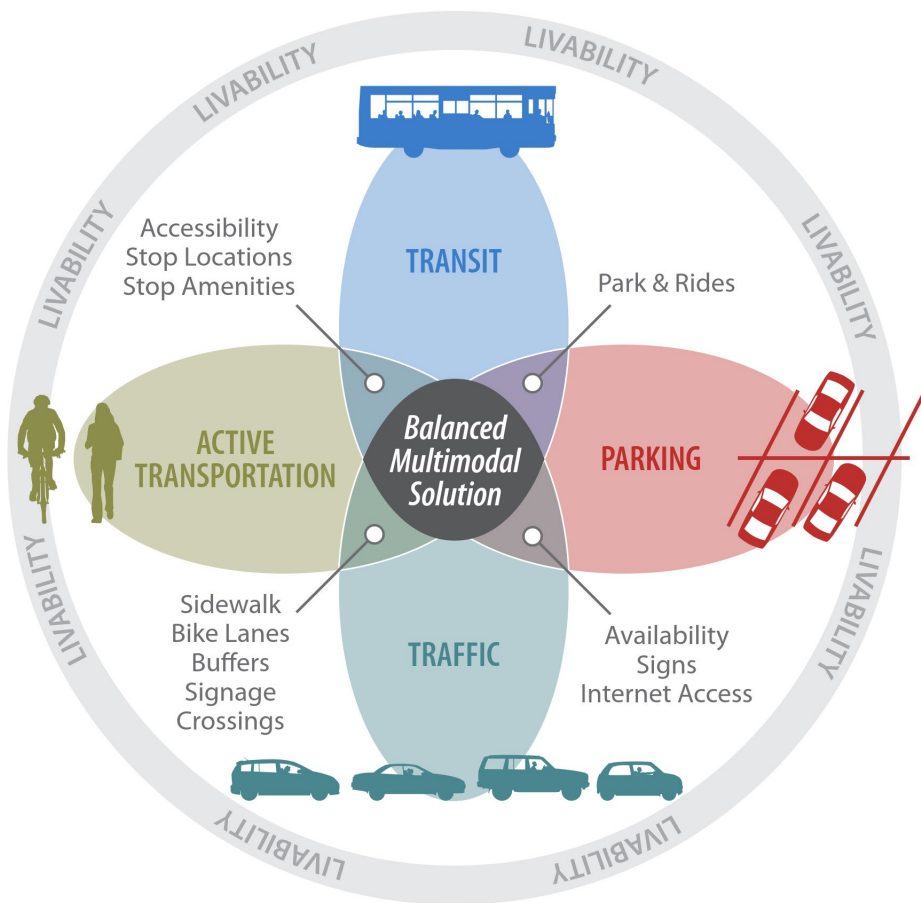 LIVABILITY
LIVABILITY
LIVABILITY
LIVABILITY
Accessibility
Stop Locations
Stop Amenities
TRANSIT
Park & Rides
ACTIVE
TRANSPORTATION
Balanced
Multimodal
Solution
PARKING
Sidewalk
Bike Lanes
Buffers
Signage
Crossings
TRAFFIC
Availability
Signs
Internet Access
LIVABILITY
LIVABILITY
LIVABILITY
LIVABILITY